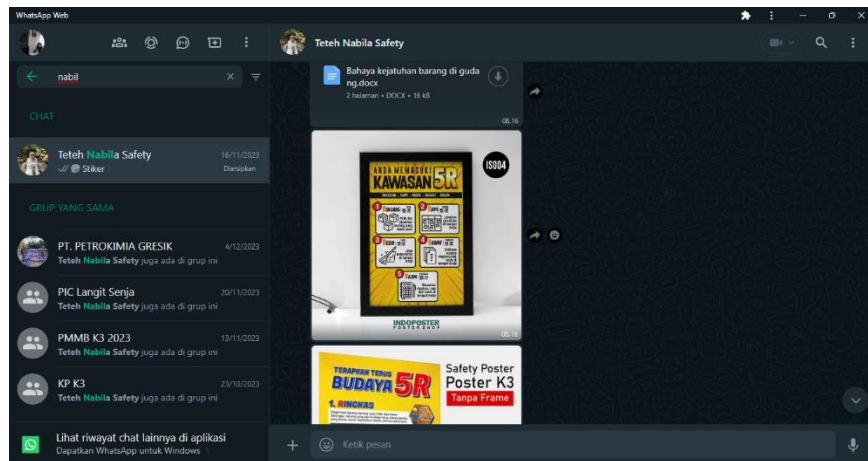 WhatsApp Web
Teteh Nabila Safety
nabil
CHAT
Teteh Nabila Safety
16/11/2023
Stiker
Diarsipkan
GRUP YANG SAMA
PT. PETROKIMIA GRESIK
4/12/2023
Teteh Nabila Safety juga ada di grup ini
PIC Langit Senja
20/11/2023
Teteh Nabila Safety juga ada di grup ini
PMMB K3 2023
13/11/2023
Teteh Nabila Safety juga ada di grup ini
KP K3
23/10/2023
Teteh Nabila Safety juga ada di grup ini
Lihat riwayat chat lainnya di aplikasi
Dapatkan WhatsApp untuk Windows
Bahaya kejatuhan barang di guda
ng.docx
2 halaman • DOCX • 16 kB
08.16
IS004
ANDA MEMASUKI
KAWASAN 5R
INDOPOSTER
POSTER SHOP
08.16
TERAPKAN TERUS
BUDAYA 5R
1. RINGKAS
Safety Poster
Poster K3
Tanpa Frame
Ketik pesan